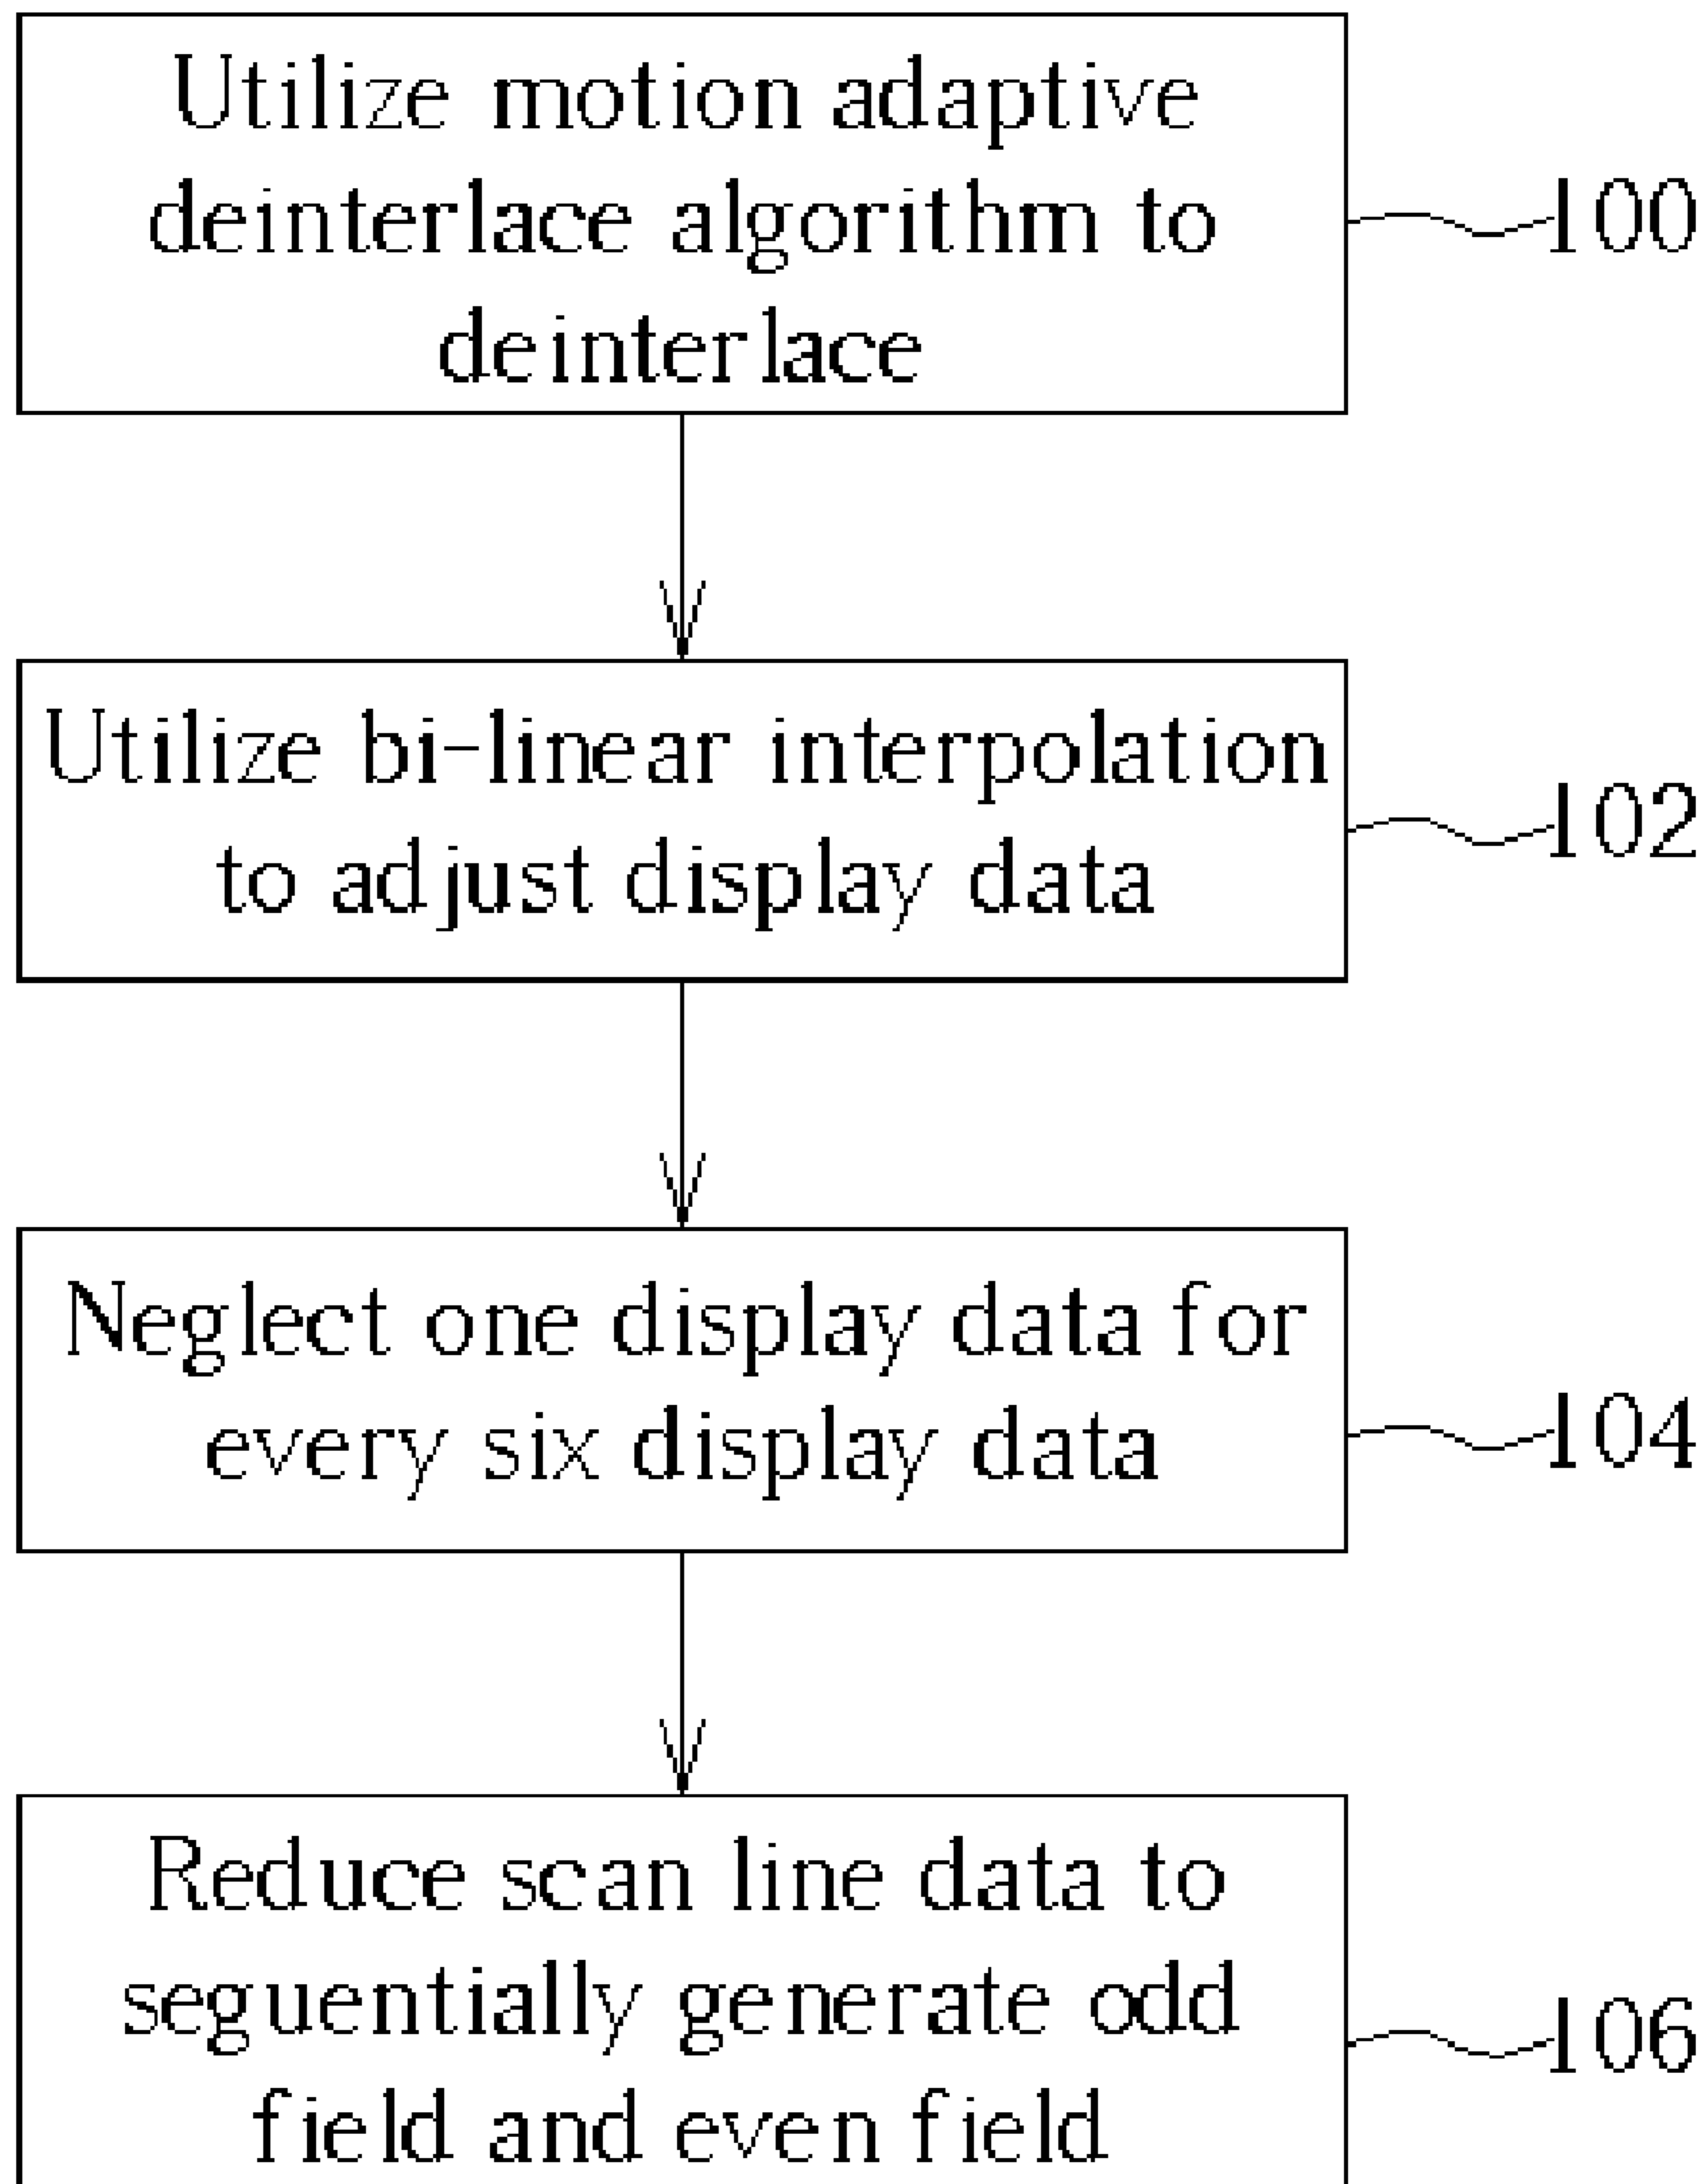 Utilize motion adaptive
deinterlace algorithm to
deinterlace
100
Utilize bi-linear interpolation
to adjust display data
102
Neglect one display data for
every six display data
104
Reduce scan line data to
seguentially generate odd
field and even field
106